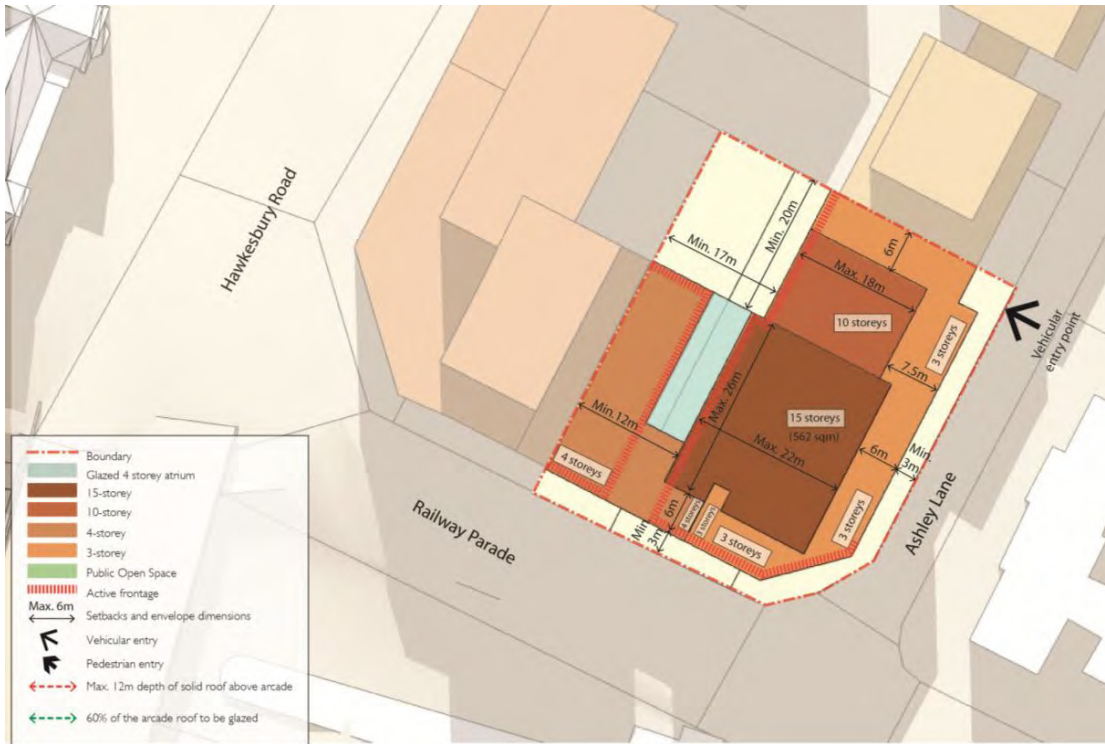 Hawkesbury Road
Min. 17m
Min. 20m
6m
Max. 18m
10 storeys
3 storeys
7.5m
Vehicular
entry point
Max. 26m
15 storeys
(562 sqm)
Max. 22m
Min.12m
6m
Min
3m
4 storeys
6m
4 storeys
3 storeys
3 storeys
3 storeys
Min
3m
Railway Parade
Ashley Lane
Boundary
Glazed 4 storey atrium
15-storey
10-storey
4-storey
3-storey
Public Open Space
Active frontage
Max. 6m
Setbacks and envelope dimensions
Vehicular entry
Pedestrian entry
Max. 12m depth of solid roof above arcade
60% of the arcade roof to be glazed